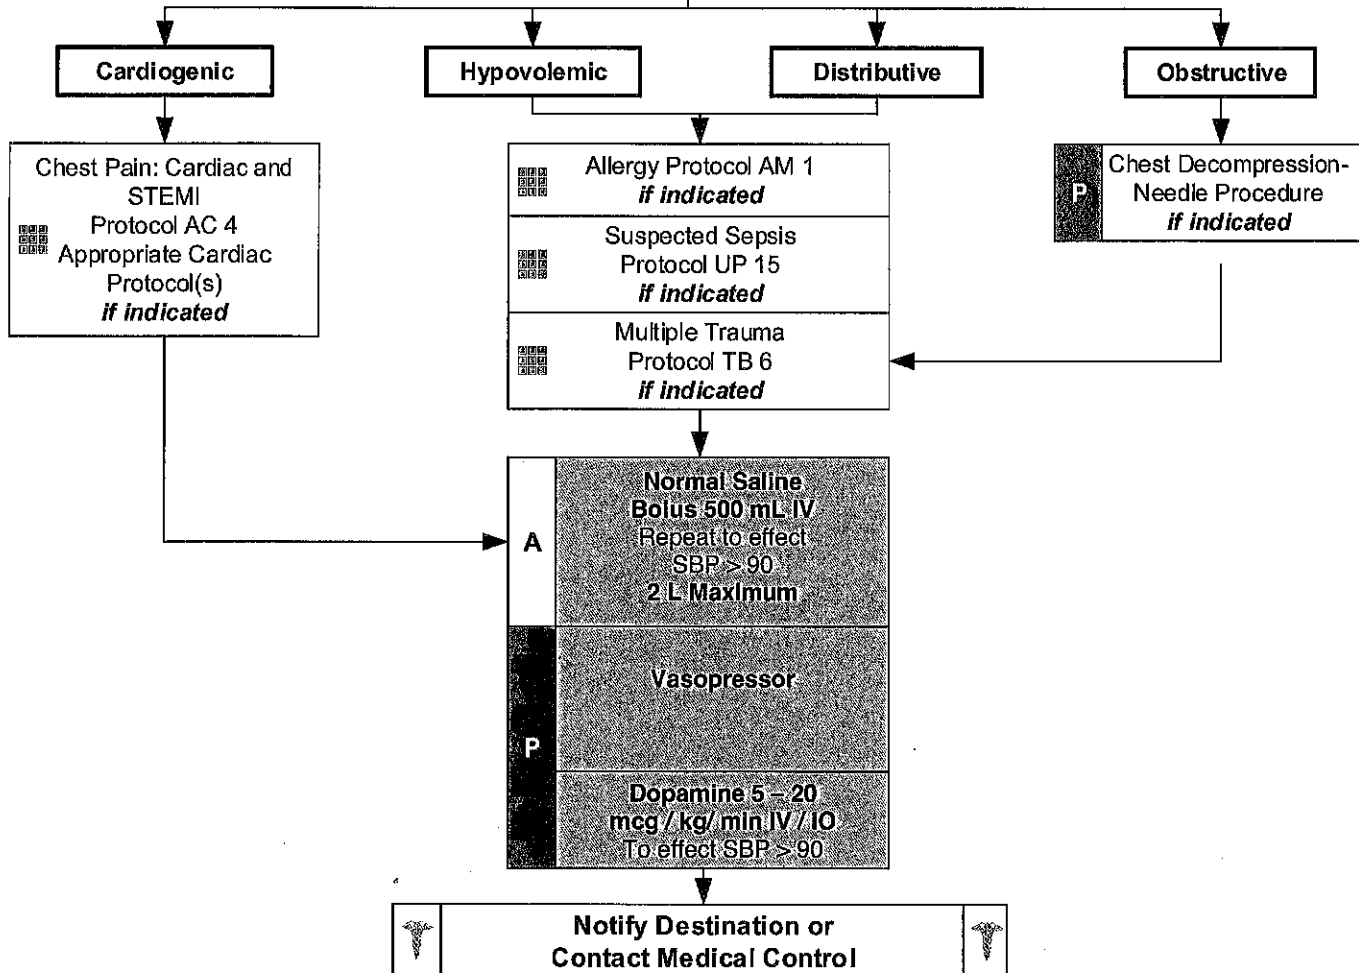 Cardiogenic
Hypovolemic
Distributive
Obstructive
Chest Pain: Cardiac and
STEMI
Protocol AC 4
Appropriate Cardiac
Protocol(s)
if indicated
Allergy Protocol AM 1
if indicated
Suspected Sepsis
Protocol UP 15
if indicated
Multiple Trauma
Protocol TB 6
if indicated
P
Chest Decompression-
Needle Procedure
if indicated
A
Normal Saline
Bolus 500 mL IV
Repeat to effect
SBP > 90
2 L Maximum
P
Vasopressor
Dopamine 5 – 20
mcg / kg/ min IV / IO
To effect SBP > 90
Notify Destination or
Contact Medical Control